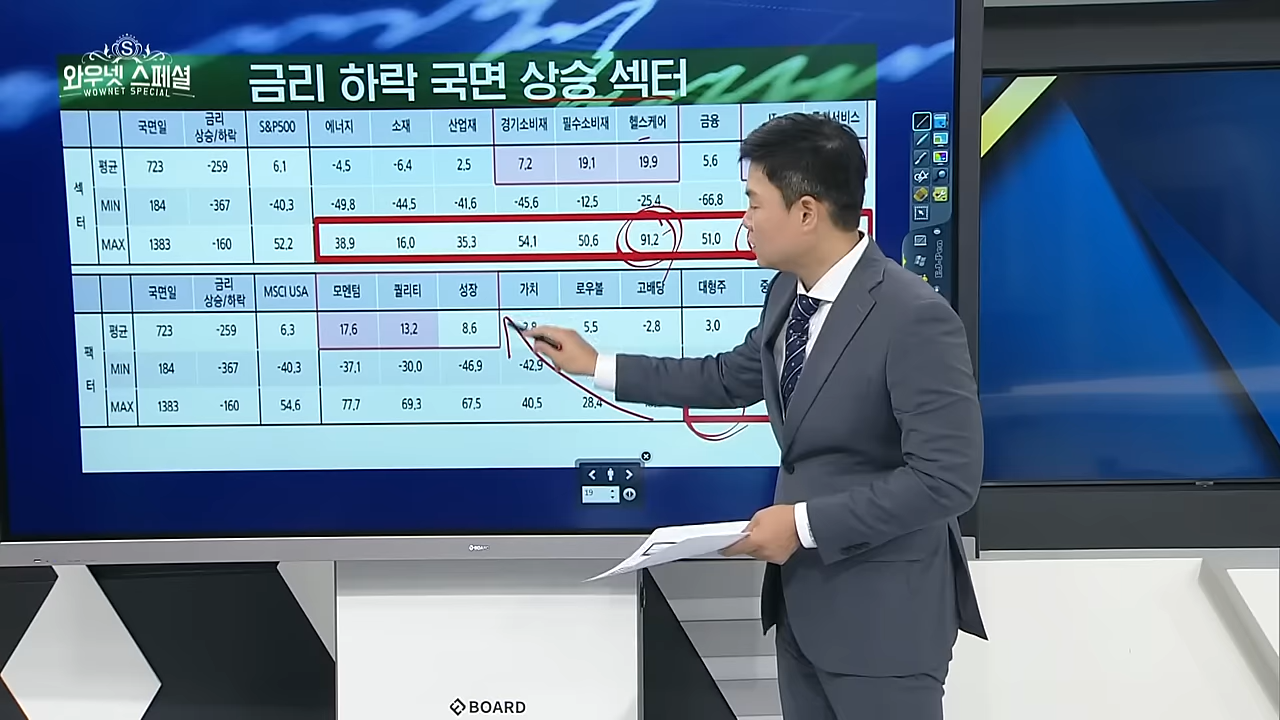 와우넷 스페셜
WOWNET SPECIAL
금리 하락 국면 상승 섹터
국면일 금리 상승/하락 S&P500 에너지 소재 산업재 경기소비재 필수소비재 헬스케어 금융
섹터
평균 723 -259 6.1 -4.5 -6.4 2.5 7.2 19.1 19.9 5.6
MIN 184 -367 -40.3 -49.8 -44.5 -41.6 -45.6 -12.5 -25.4 -66.8
MAX 1383 -160 52.2 38.9 16.0 35.3 54.1 50.6 91.2 51.0
국면일 금리 상승/하락 MSCI USA 모멘텀 퀄리티 성장 가치 로우볼 고배당 대형주
팩터
평균 723 -259 6.3 17.6 13.2 8.6 5.5 -2.8 3.0
MIN 184 -367 -40.3 -37.1 -30.0 -46.9 -42.9
MAX 1383 -160 54.6 77.7 69.3 67.5 40.5 28.4
19
BOARD